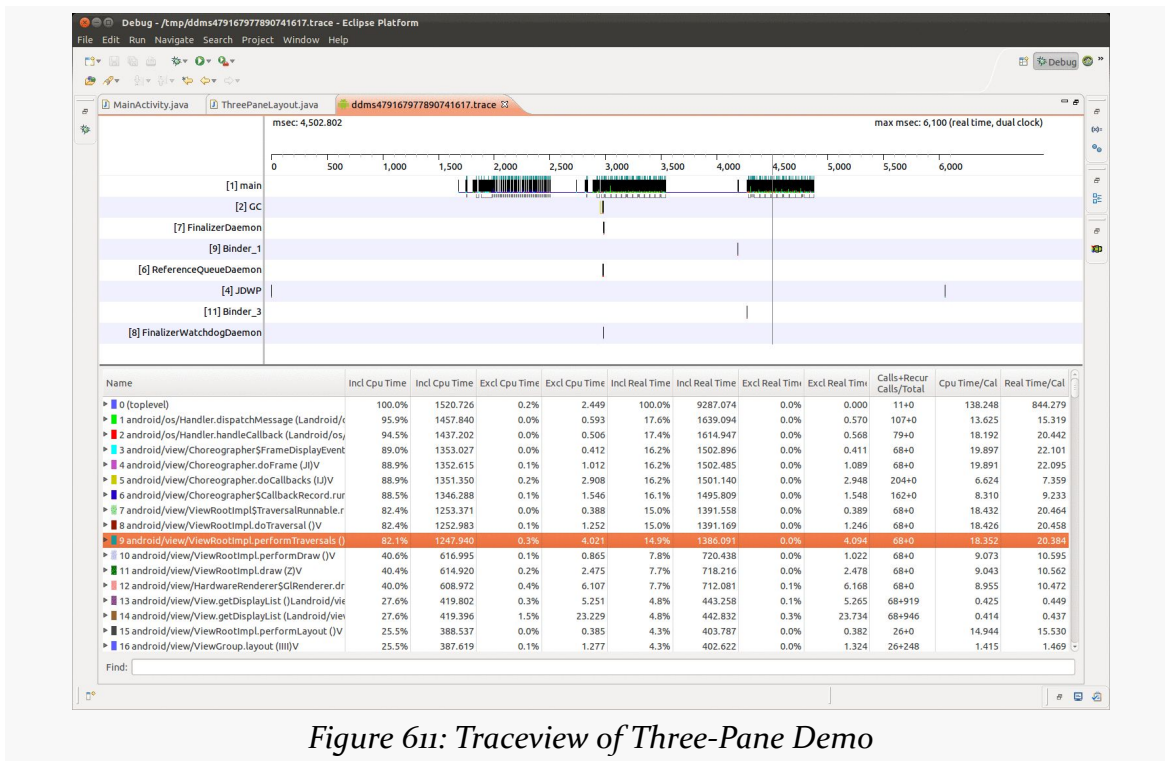 Debug - /tmp/ddms479167977890741617.trace - Eclipse Platform
File Edit Run Navigate Search Project Window Help
Debug »
MainActivity.java ThreePaneLayout.java ddms479167977890741617.trace
msec: 4,502.802 max msec: 6,100 (real time, dual clock)
0 500 1,000 1,500 2,000 2,500 3,000 3,500 4,000 4,500 5,000 5,500 6,000
[1] main
[2] GC
[7] FinalizerDaemon
[9] Binder_1
[6] ReferenceQueueDaemon
[4] JDWP
[11] Binder_3
[8] FinalizerWatchdogDaemon
Name Incl Cpu Time Incl Cpu Time Excl Cpu Time Excl Cpu Time Incl Real Time Incl Real Time Excl Real Time Excl Real Time Calls+Recur Calls/Total Cpu Time/Cal Real Time/Cal
0 (toplevel) 100.0% 1520.726 0.2% 2.449 100.0% 9287.074 0.0% 0.000 11+0 138.248 844.279
1 android/os/Handler.dispatchMessage (Landroid/c 95.9% 1457.840 0.0% 0.593 17.6% 1639.094 0.0% 0.570 107+0 13.625 15.319
2 android/os/Handler.handleCallback (Landroid/os/ 94.5% 1437.202 0.0% 0.506 17.4% 1614.947 0.0% 0.568 79+0 18.192 20.442
3 android/view/Choreographer$FrameDisplayEvent 89.0% 1353.027 0.0% 0.412 16.2% 1502.896 0.0% 0.411 68+0 19.897 22.101
4 android/view/Choreographer.doFrame (JI)V 88.9% 1352.615 0.1% 1.012 16.2% 1502.485 0.0% 1.089 68+0 19.891 22.095
5 android/view/Choreographer.doCallbacks (IJ)V 88.9% 1351.350 0.2% 2.908 16.2% 1501.140 0.0% 2.948 204+0 6.624 7.359
6 android/view/Choreographer$CallbackRecord.rur 88.5% 1346.288 0.1% 1.546 16.1% 1495.809 0.0% 1.548 162+0 8.310 9.233
7 android/view/ViewRootImpl$TraversalRunnable.r 82.4% 1253.371 0.0% 0.388 15.0% 1391.558 0.0% 0.389 68+0 18.432 20.464
8 android/view/ViewRootImpl.doTraversal ()V 82.4% 1252.983 0.1% 1.252 15.0% 1391.169 0.0% 1.246 68+0 18.426 20.458
9 android/view/ViewRootImpl.performTraversals () 82.1% 1247.940 0.3% 4.021 14.9% 1386.091 0.0% 4.094 68+0 18.352 20.384
10 android/view/ViewRootImpl.performDraw ()V 40.6% 616.995 0.1% 0.865 7.8% 720.438 0.0% 1.022 68+0 9.073 10.595
11 android/view/ViewRootImpl.draw (Z)V 40.4% 614.920 0.2% 2.475 7.7% 718.216 0.0% 2.478 68+0 9.043 10.562
12 android/view/HardwareRenderer$GlRenderer.dr 40.0% 608.972 0.4% 6.107 7.7% 712.081 0.1% 6.168 68+0 8.955 10.472
13 android/view/View.getDisplayList ()Landroid/vie 27.6% 419.802 0.3% 5.251 4.8% 443.258 0.1% 5.265 68+919 0.425 0.449
14 android/view/View.getDisplayList (Landroid/viev 27.6% 419.396 1.5% 23.229 4.8% 442.832 0.3% 23.734 68+946 0.414 0.437
15 android/view/ViewRootImpl.performLayout ()V 25.5% 388.537 0.0% 0.385 4.3% 403.787 0.0% 0.382 26+0 14.944 15.530
16 android/view/ViewGroup.layout (IIII)V 25.5% 387.619 0.1% 1.277 4.3% 402.622 0.0% 1.324 26+248 1.415 1.469
Find:
Figure 611: Traceview of Three-Pane Demo